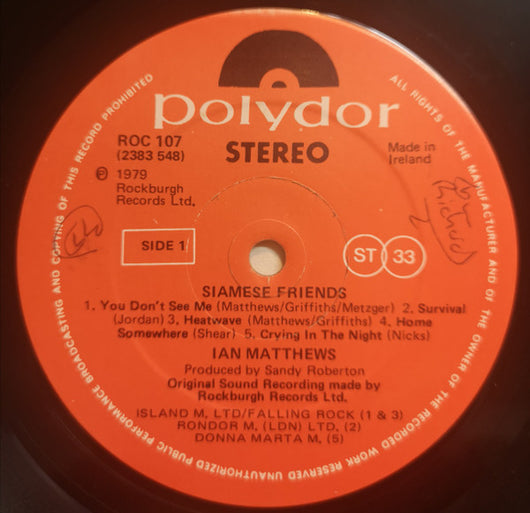 polydor
ROC 107
(2383 548)
STEREO
Made in
Ireland
℗ 1979
Rockburgh
Records Ltd.
SIDE 1
ST 33
SIAMESE FRIENDS
1. You Don't See Me (Matthews/Griffiths/Metzger) 2. Survival
(Jordan) 3. Heatwave (Matthews/Griffiths) 4. Home
Somewhere (Shear) 5. Crying In The Night (Nicks)
IAN MATTHEWS
Produced by Sandy Roberton
Original Sound Recording made by
Rockburgh Records Ltd.
ISLAND M. LTD/FALLING ROCK (1 & 3)
RONDOR M. (LDN) LTD. (2)
DONNA MARTA M. (5)
ALL RIGHTS OF THE MANUFACTURER AND OF THE OWNER OF THE RECORDED WORK RESERVED UNAUTHORIZED PUBLIC PERFORMANCE BROADCASTING AND COPYING OF THIS RECORD PROHIBITED